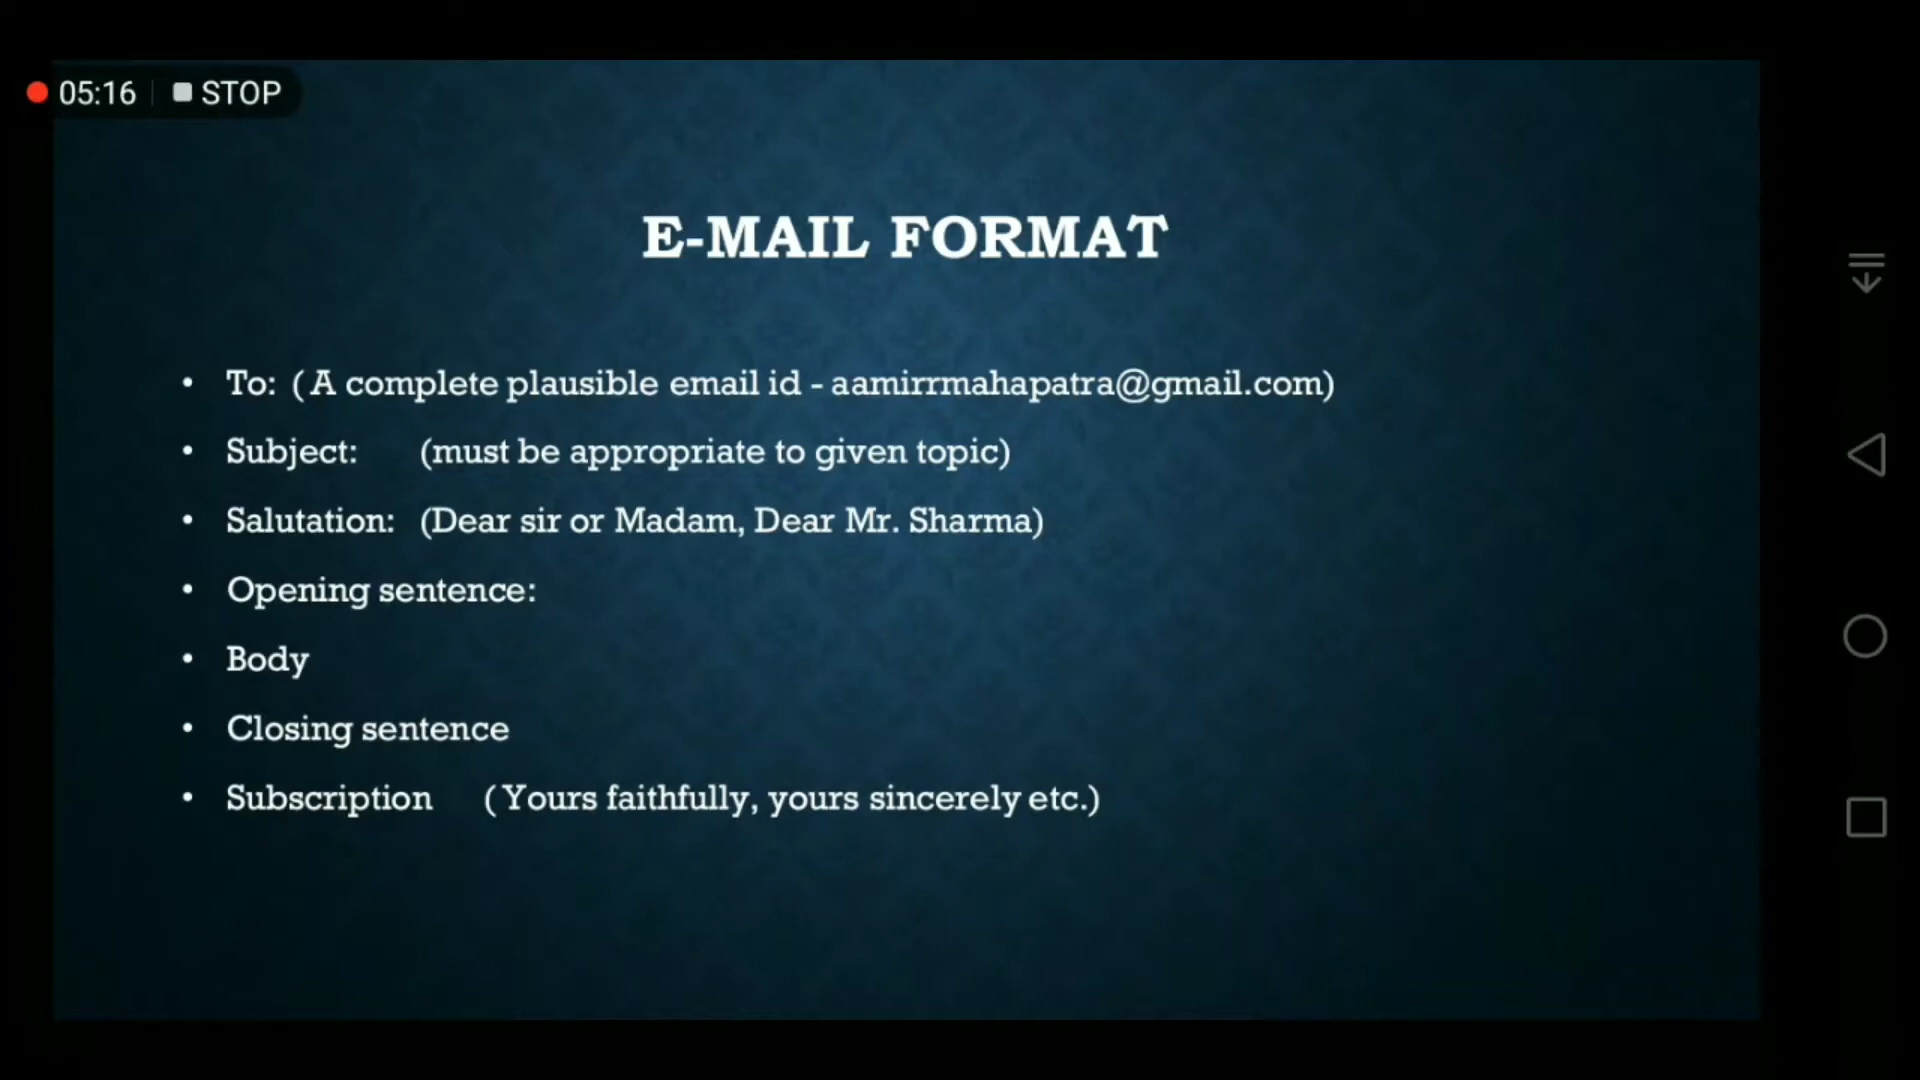 05:16 STOP
E-MAIL FORMAT
• To: ( A complete plausible email id - aamirrmahapatra@gmail.com)
• Subject: (must be appropriate to given topic)
• Salutation: (Dear sir or Madam, Dear Mr. Sharma)
• Opening sentence:
• Body
• Closing sentence
• Subscription ( Yours faithfully, yours sincerely etc.)